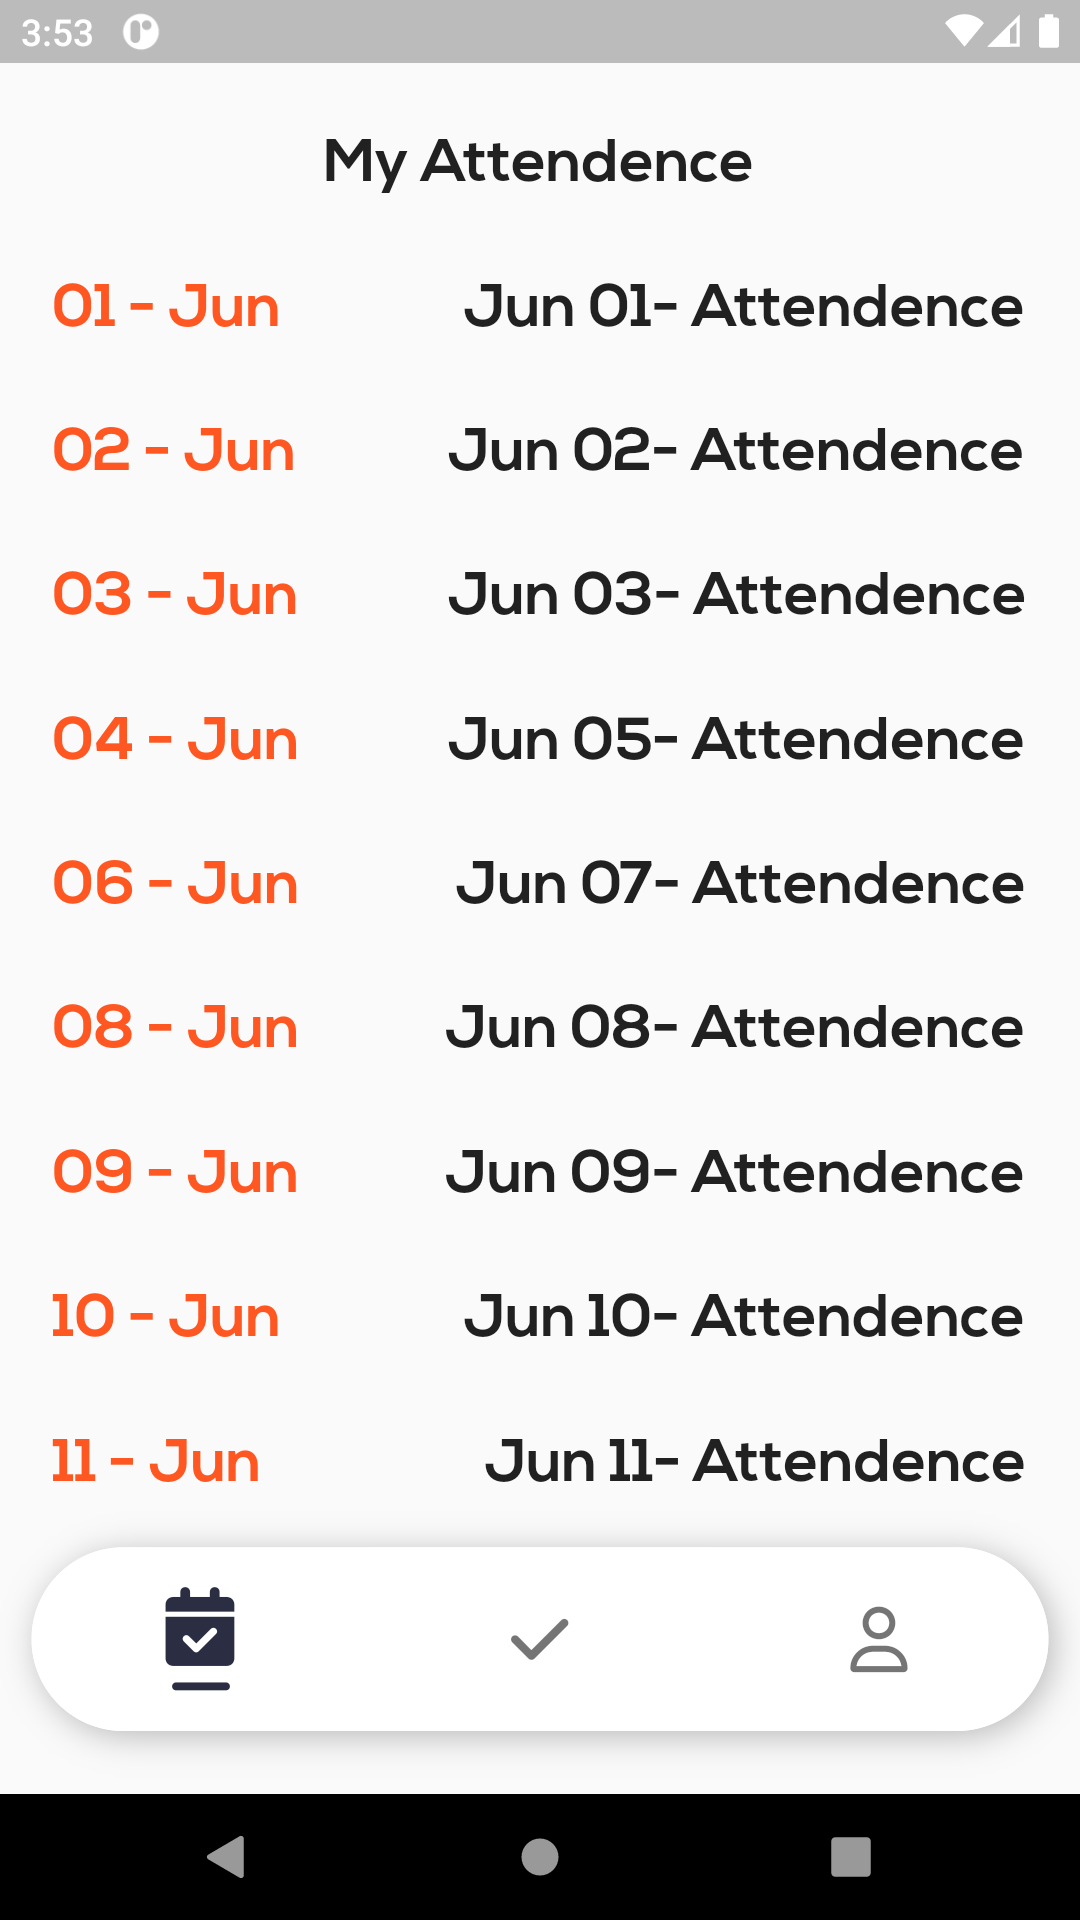 3:53
My Attendence
01 - Jun Jun 01- Attendence
02 - Jun Jun 02- Attendence
03 - Jun Jun 03- Attendence
04 - Jun Jun 05- Attendence
06 - Jun Jun 07- Attendence
08 - Jun Jun 08- Attendence
09 - Jun Jun 09- Attendence
10 - Jun Jun 10- Attendence
11 - Jun Jun 11- Attendence